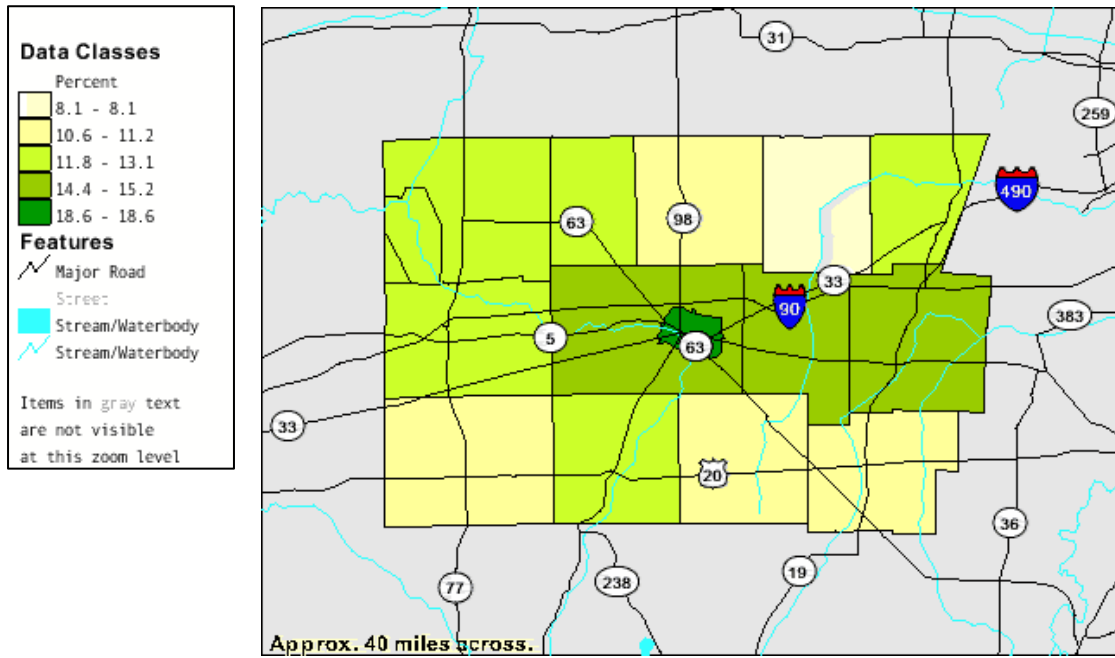 Data Classes
Percent
8.1 - 8.1
10.6 - 11.2
11.8 - 13.1
14.4 - 15.2
18.6 - 18.6
Features
Major Road
Street
Stream/Waterbody
Stream/Waterbody
Items in gray text
are not visible
at this zoom level
31
259
490
63
98
33
90
383
5
63
33
20
36
77
238
19
Approx. 40 miles across.